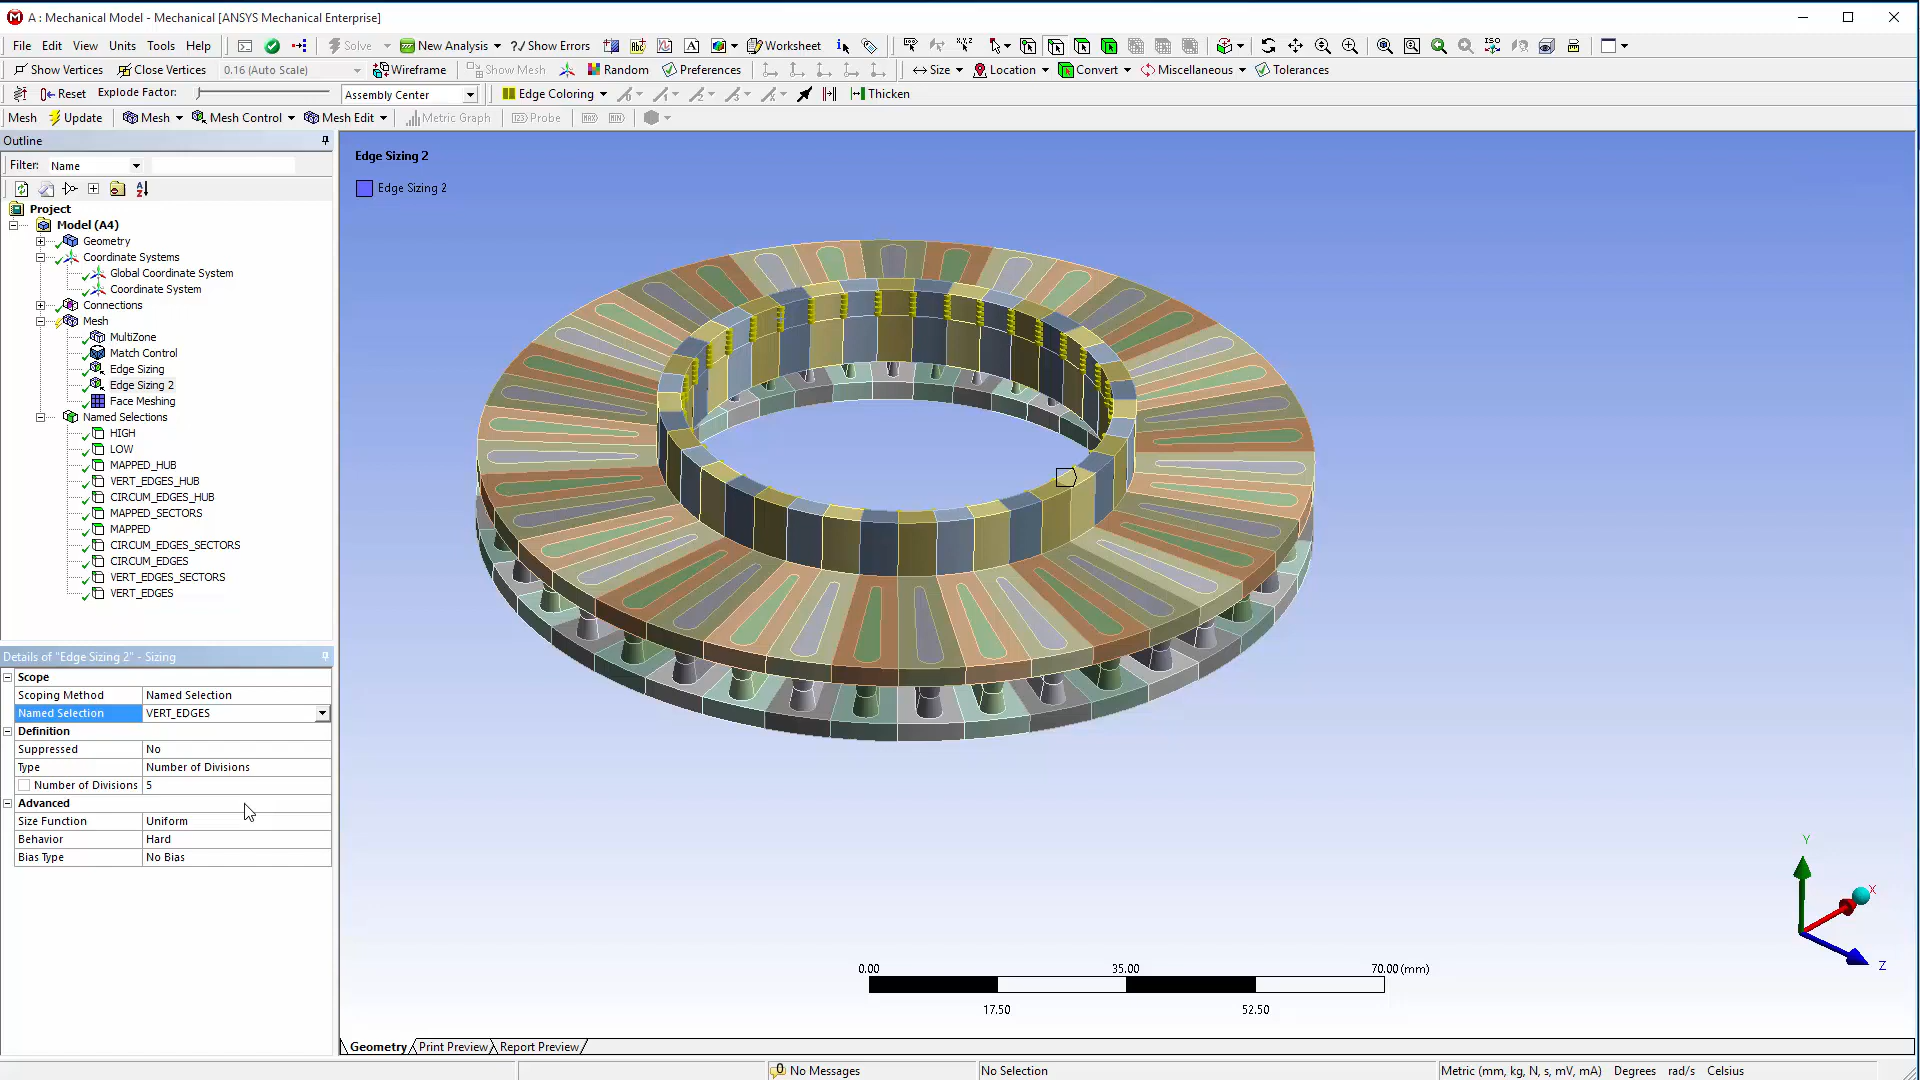 A : Mechanical Model - Mechanical [ANSYS Mechanical Enterprise]
File Edit View Units Tools Help Solve New Analysis ?/Show Errors Worksheet
Show Vertices Close Vertices 0.16 (Auto Scale) Wireframe Show Mesh Random Preferences Size Location Convert Miscellaneous Tolerances
Reset Explode Factor: Assembly Center Edge Coloring Thicken
Mesh Update Mesh Mesh Control Mesh Edit Metric Graph Probe
Outline
Filter: Name
Project
Model (A4)
Geometry
Coordinate Systems
Global Coordinate System
Coordinate System
Connections
Mesh
MultiZone
Match Control
Edge Sizing
Edge Sizing 2
Face Meshing
Named Selections
HIGH
LOW
MAPPED_HUB
VERT_EDGES_HUB
CIRCUM_EDGES_HUB
MAPPED_SECTORS
MAPPED
CIRCUM_EDGES_SECTORS
CIRCUM_EDGES
VERT_EDGES_SECTORS
VERT_EDGES
Details of "Edge Sizing 2" - Sizing
Scope
Scoping Method Named Selection
Named Selection VERT_EDGES
Definition
Suppressed No
Type Number of Divisions
Number of Divisions 5
Advanced
Size Function Uniform
Behavior Hard
Bias Type No Bias
Edge Sizing 2
Edge Sizing 2
Y
X
Z
0.00 35.00 70.00 (mm)
17.50 52.50
Geometry Print Preview Report Preview
0 No Messages No Selection Metric (mm, kg, N, s, mV, mA) Degrees rad/s Celsius